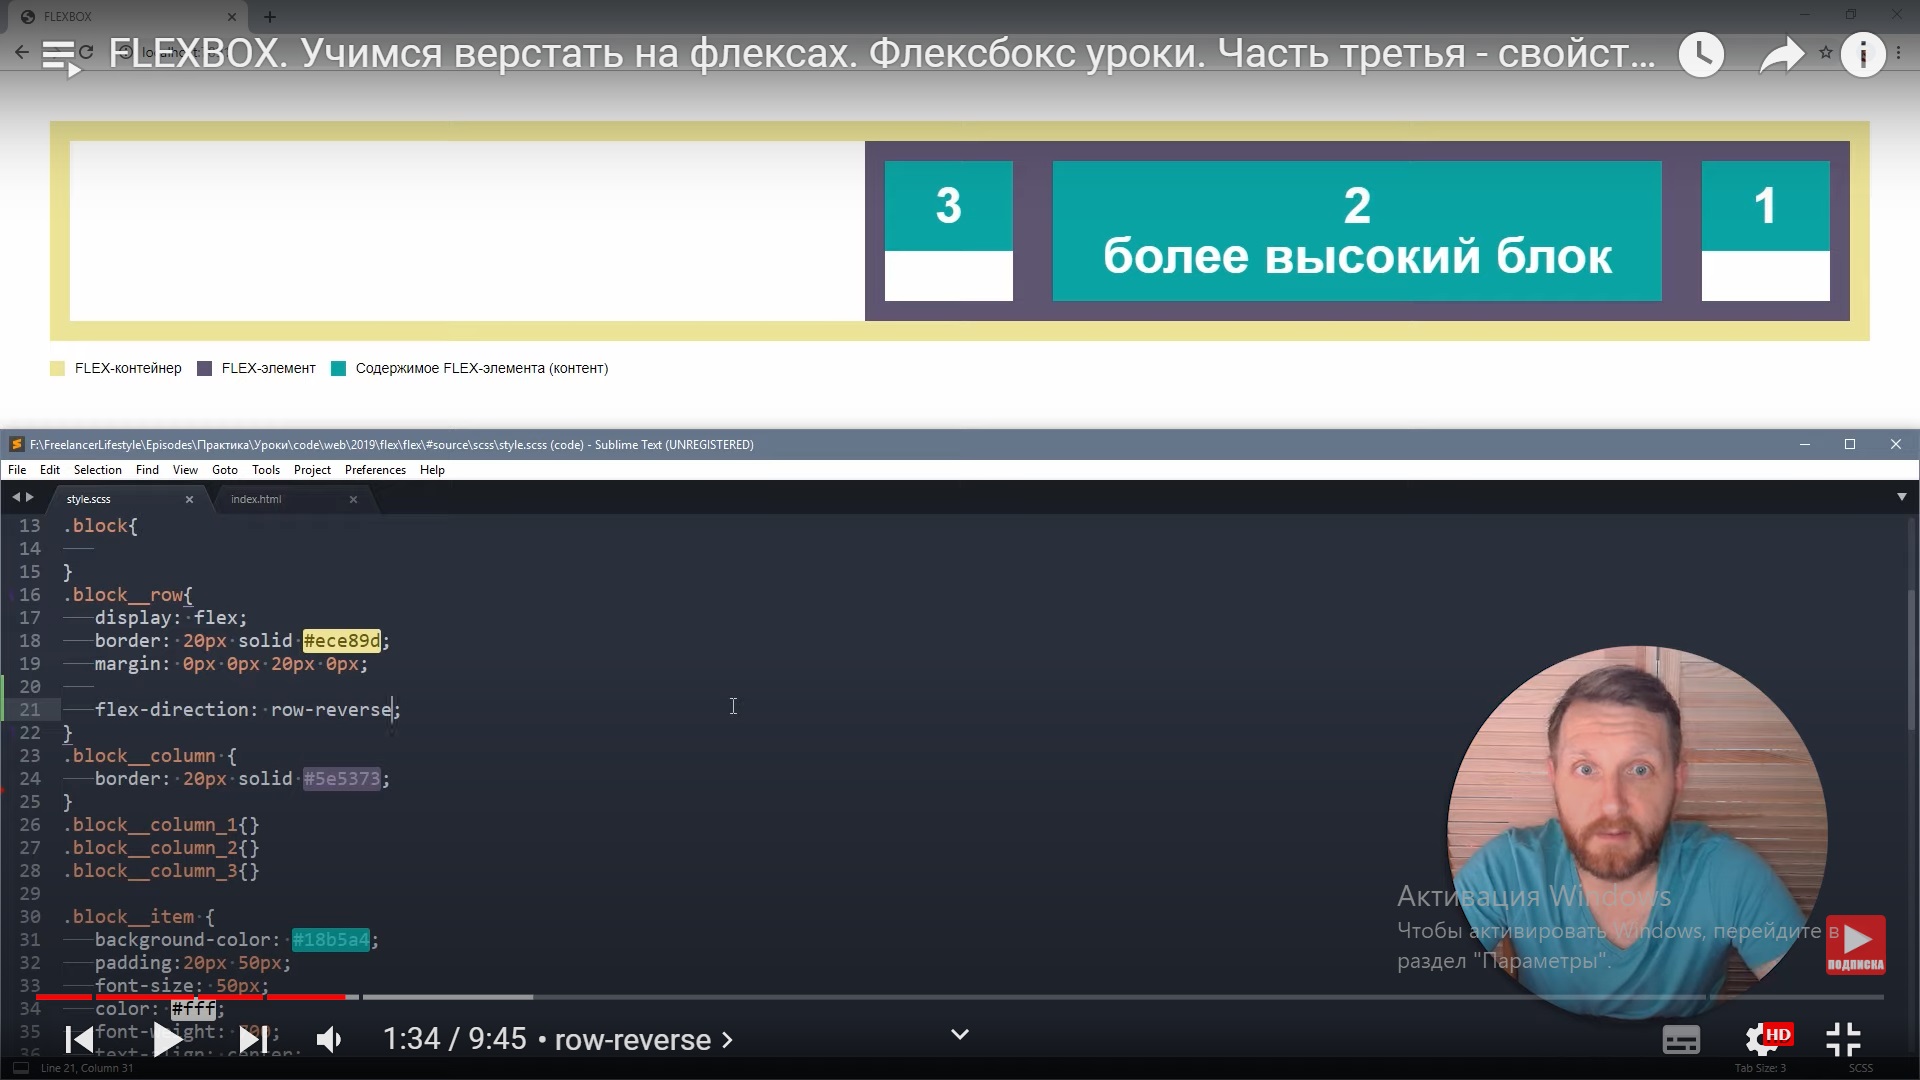 FLEXBOX
FLEXBOX. Учимся верстать на флексах. Флексбокс уроки. Часть третья - свойст...
3
2
более высокий блок
1
FLEX-контейнер
FLEX-элемент
Содержимое FLEX-элемента (контент)
F:\FreelancerLifestyle\Episodes\Практика\Уроки\code\web\2019\flex\flex\#source\scss\style.scss (code) - Sublime Text (UNREGISTERED)
File Edit Selection Find View Goto Tools Project Preferences Help
style.scss
index.html
13 .block{
14
15 }
16 .block__row{
17 display: flex;
18 border: 20px solid #ece89d;
19 margin: 0px 0px 20px 0px;
20
21 flex-direction: row-reverse;
22 }
23 .block__column {
24 border: 20px solid #5e5373;
25 }
26 .block__column_1{}
27 .block__column_2{}
28 .block__column_3{}
29
30 .block__item {
31 background-color: #18b5a4;
32 padding:20px 50px;
33 font-size: 50px;
34 color: #fff;
35 font-weight: 700;
36 text-align: center;
Активация Windows
Чтобы активировать Windows, перейдите в
раздел "Параметры".
ПОДПИСКА
1:34 / 9:45 • row-reverse
HD
Line 21, Column 31
Tab Size: 3
SCSS